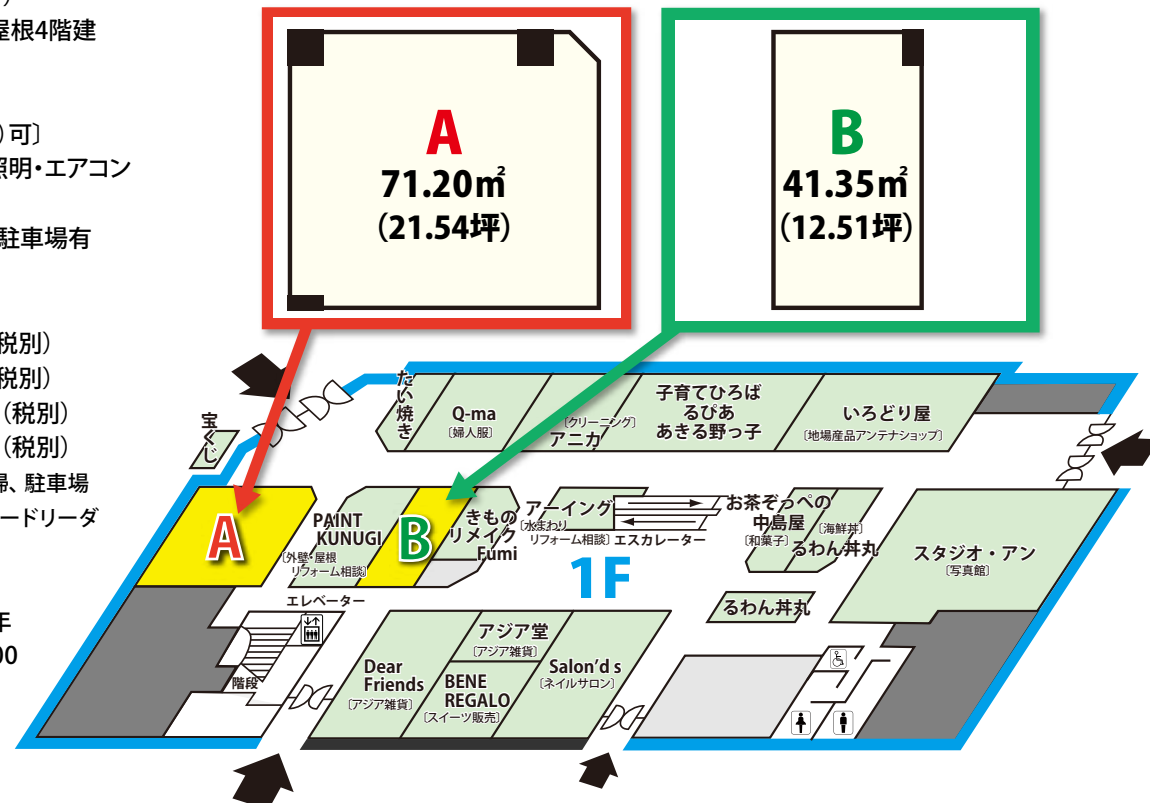 屋根4階建
)可〕
照明・エアコン
駐車場有
税別）
税別）
（税別）
（税別）
帚、駐車場
ードリーダ
年
00
A
71.20㎡
(21.54坪)
B
41.35㎡
(12.51坪)
宝くじ
たい焼き
Q-ma
〔婦人服〕
〔クリーニング〕
アニカ
子育てひろば
るぴあ
あきる野っ子
いろどり屋
〔地場産品アンテナショップ〕
A
PAINT
KUNUGI
〔外壁・屋根
リフォーム相談〕
B
きもの
リメイク
Fumi
アーイング
〔水まわり
リフォーム相談〕
エスカレーター
お茶ぞっぺの
中島屋
〔和菓子〕
〔海鮮丼〕
るわん丼丸
スタジオ・アン
〔写真館〕
1F
るわん丼丸
エレベーター
階段
Dear
Friends
〔アジア雑貨〕
アジア堂
〔アジア雑貨〕
BENE
REGALO
〔スイーツ販売〕
Salon'd s
〔ネイルサロン〕